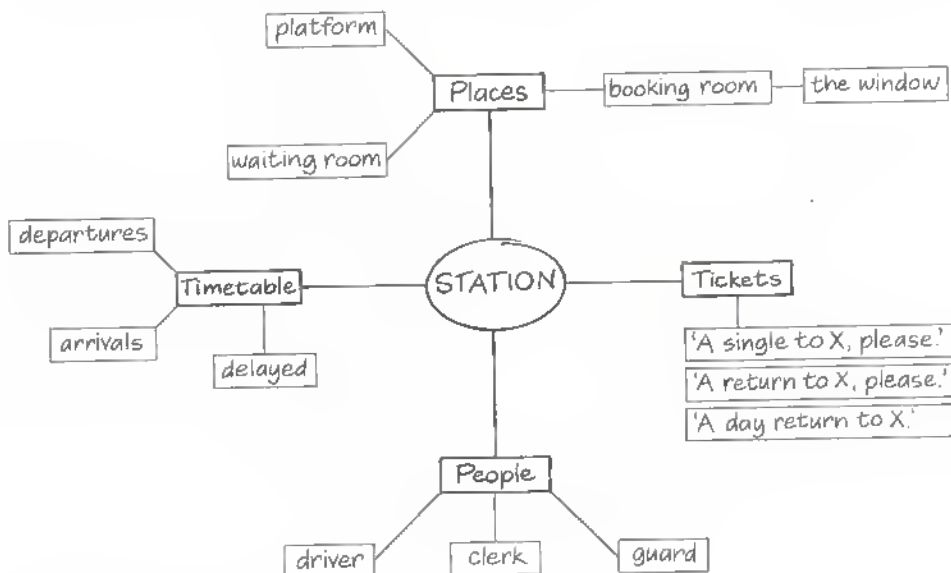 platform
Places
booking room
the window
waiting room
departures
Timetable
STATION
Tickets
arrivals
delayed
'A single to X, please.'
'A return to X, please.'
'A day return to X.'
People
driver
clerk
guard